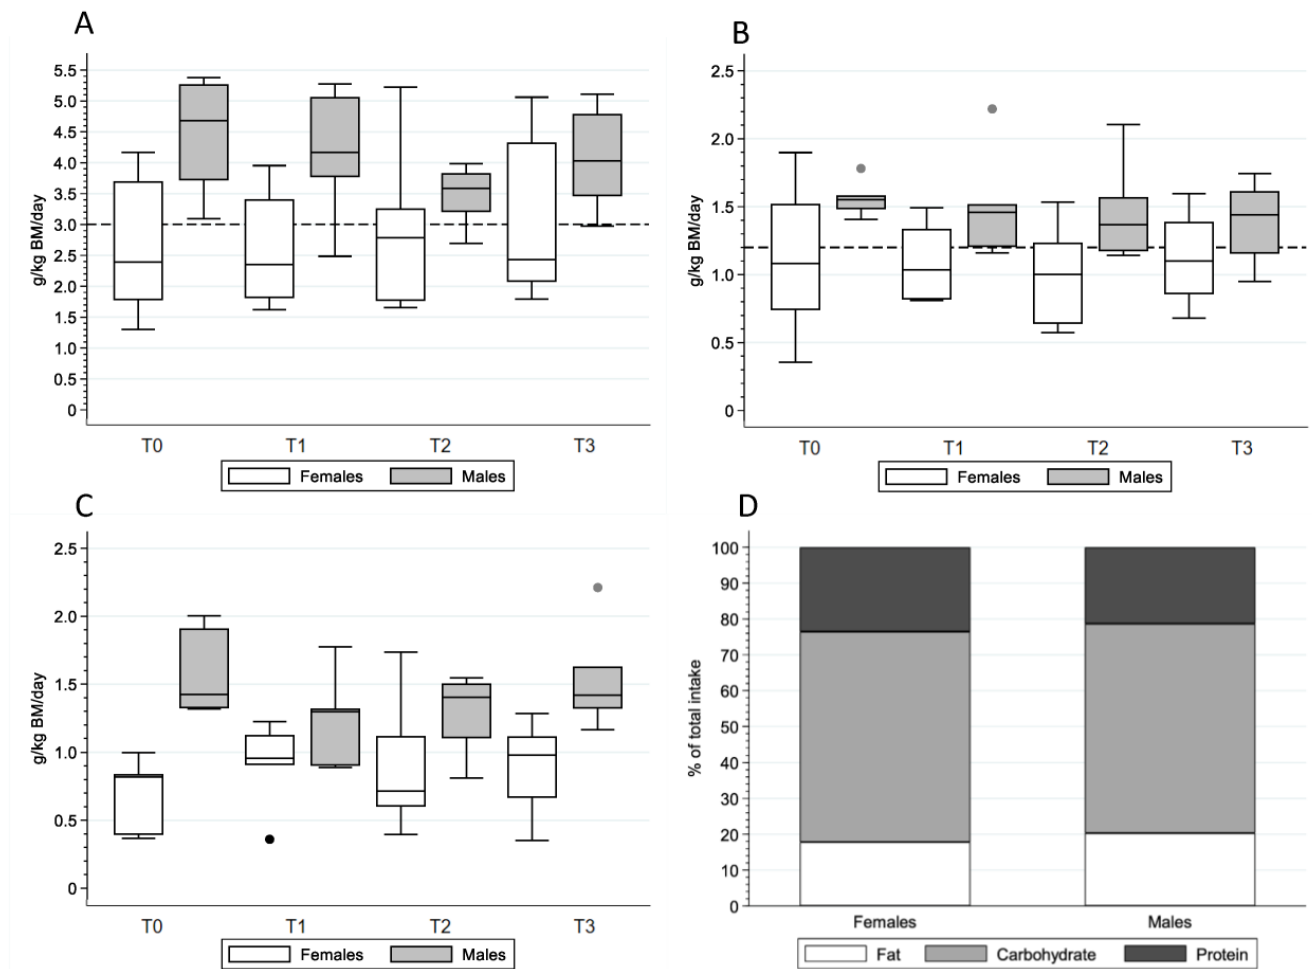 A
g/kg BM/day
5.5
5.0
4.5
4.0
3.5
3.0
2.5
2.0
1.5
1.0
0.5
0
T0 T1 T2 T3
Females Males
B
g/kg BM/day
2.5
2.0
1.5
1.0
0.5
0
T0 T1 T2 T3
Females Males
C
g/kg BM/day
2.5
2.0
1.5
1.0
0.5
0
T0 T1 T2 T3
Females Males
D
% of total intake
100
90
80
70
60
50
40
30
20
10
0
Females Males
Fat Carbohydrate Protein